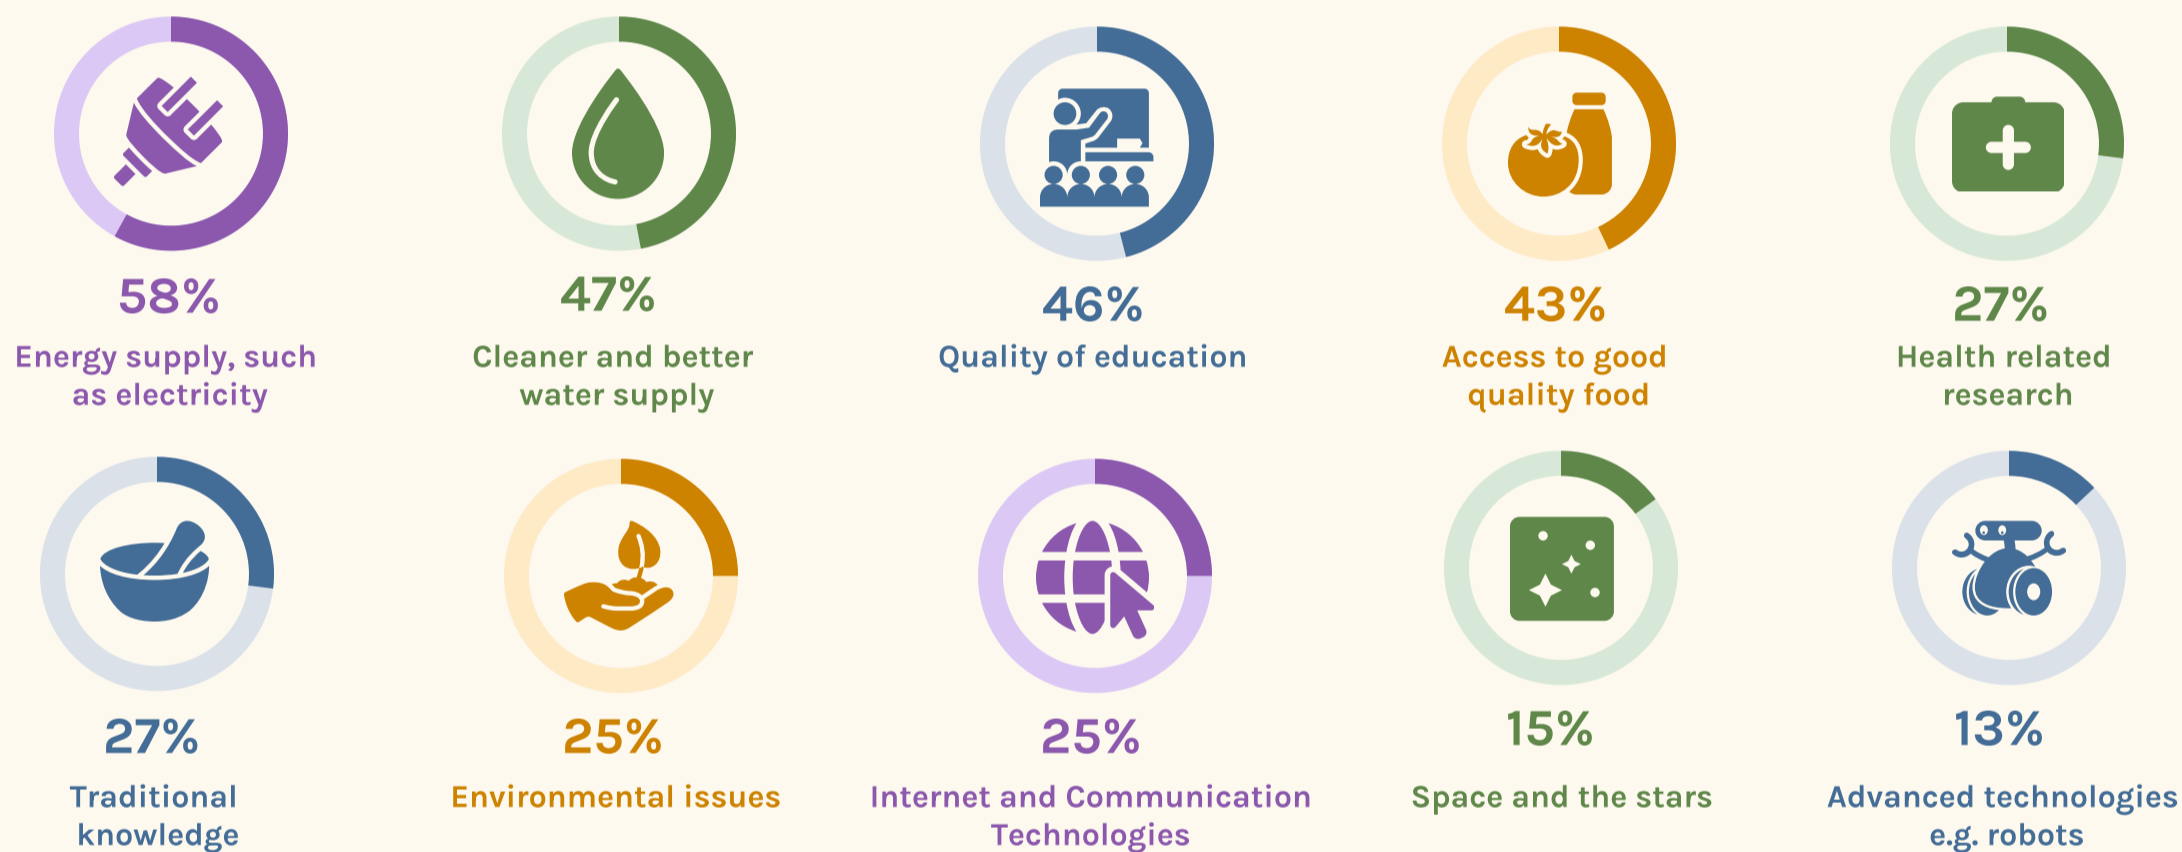 58%
Energy supply, such
as electricity
47%
Cleaner and better
water supply
46%
Quality of education
43%
Access to good
quality food
27%
Health related
research
27%
Traditional
knowledge
25%
Environmental issues
25%
Internet and Communication
Technologies
15%
Space and the stars
13%
Advanced technologies
e.g. robots